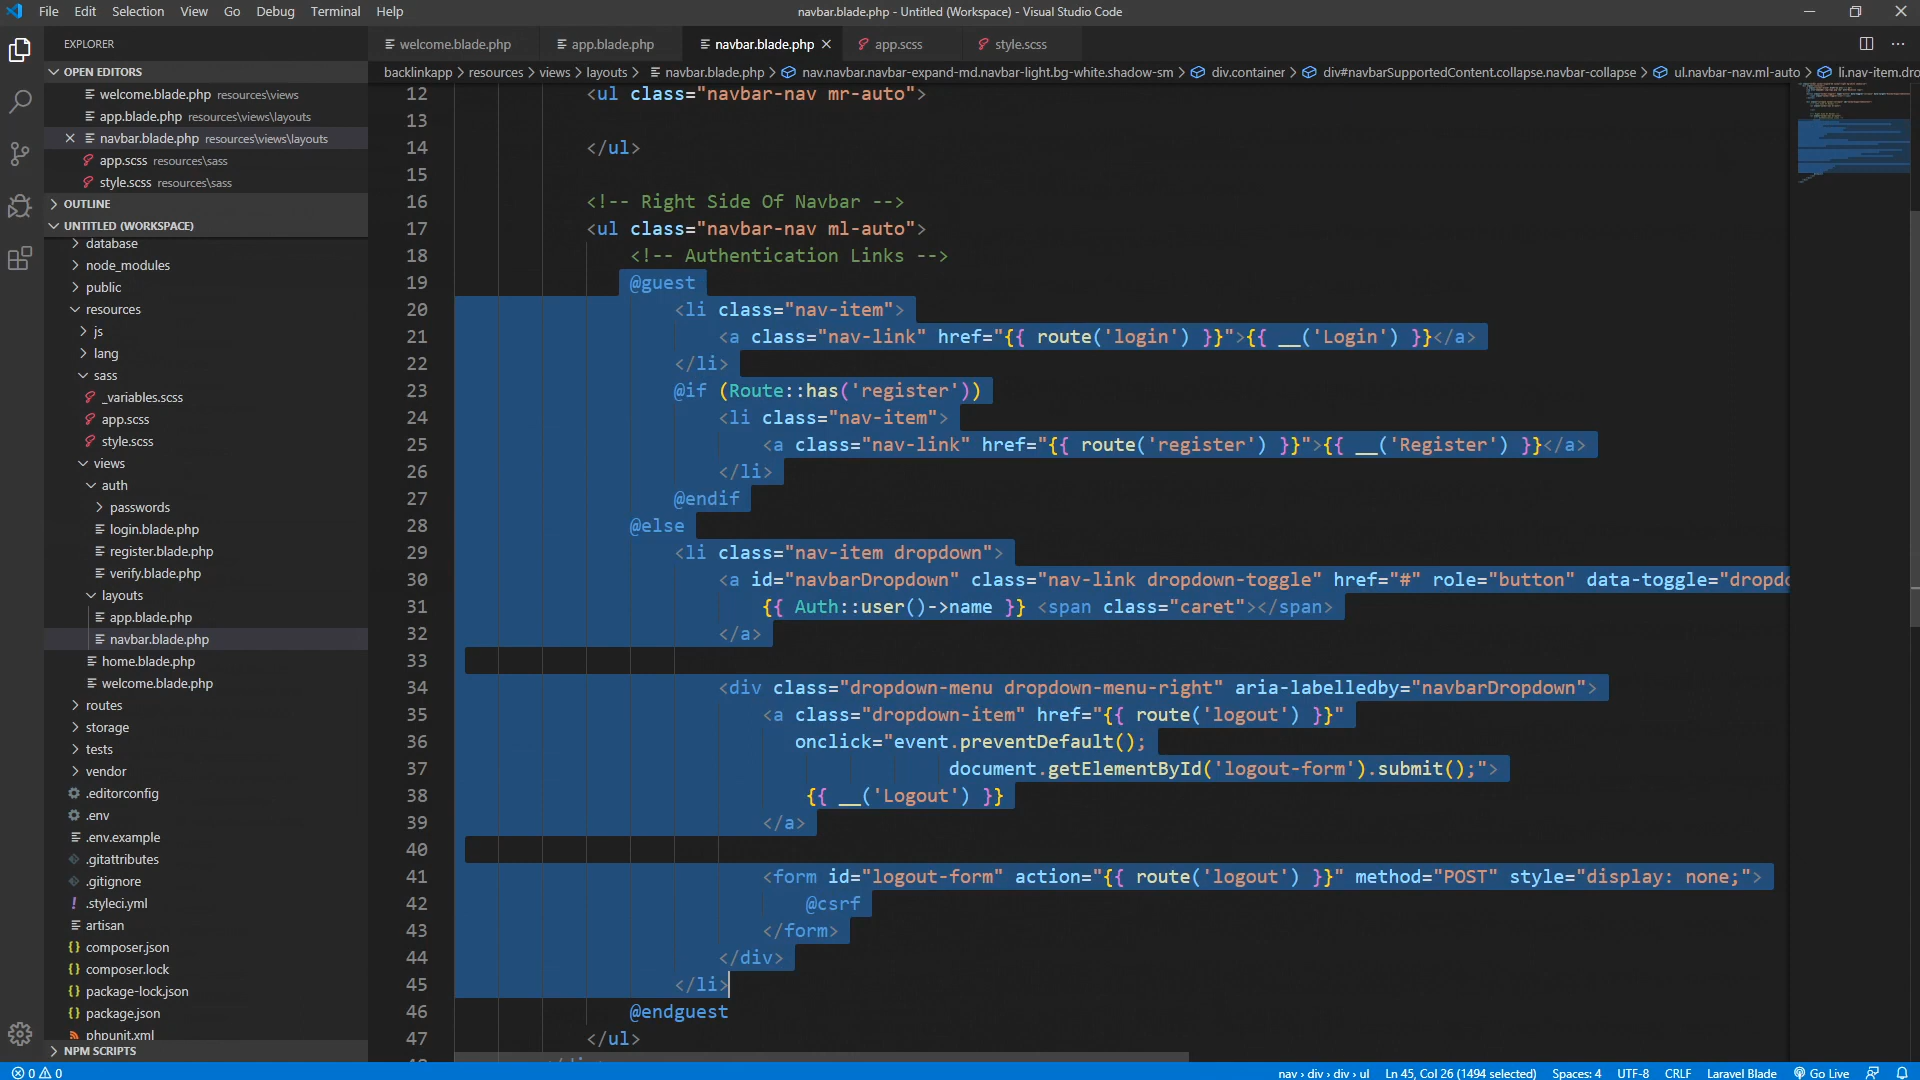 File Edit Selection View Go Debug Terminal Help
navbar.blade.php - Untitled (Workspace) - Visual Studio Code
EXPLORER
OPEN EDITORS
welcome.blade.php resources\views
app.blade.php resources\views\layouts
navbar.blade.php resources\views\layouts
app.scss resources\sass
style.scss resources\sass
OUTLINE
UNTITLED (WORKSPACE)
database
node_modules
public
resources
js
lang
sass
_variables.scss
app.scss
style.scss
views
auth
passwords
login.blade.php
register.blade.php
verify.blade.php
layouts
app.blade.php
navbar.blade.php
home.blade.php
welcome.blade.php
routes
storage
tests
vendor
.editorconfig
.env
.env.example
.gitattributes
.gitignore
.styleci.yml
artisan
composer.json
composer.lock
package-lock.json
package.json
phpunit.xml
NPM SCRIPTS
welcome.blade.php app.blade.php navbar.blade.php app.scss style.scss
backlinkapp > resources > views > layouts > navbar.blade.php > nav.navbar.navbar-expand-md.navbar-light.bg-white.shadow-sm > div.container > div#navbarSupportedContent.collapse.navbar-collapse > ul.navbar-nav.ml-auto > li.nav-item.dro
12 <ul class="navbar-nav mr-auto">
13
14 </ul>
15
16 <!-- Right Side Of Navbar -->
17 <ul class="navbar-nav ml-auto">
18 <!-- Authentication Links -->
19 @guest
20 <li class="nav-item">
21 <a class="nav-link" href="{{ route('login') }}">{{ __('Login') }}</a>
22 </li>
23 @if (Route::has('register'))
24 <li class="nav-item">
25 <a class="nav-link" href="{{ route('register') }}">{{ __('Register') }}</a>
26 </li>
27 @endif
28 @else
29 <li class="nav-item dropdown">
30 <a id="navbarDropdown" class="nav-link dropdown-toggle" href="#" role="button" data-toggle="dropd
31 {{ Auth::user()->name }} <span class="caret"></span>
32 </a>
33
34 <div class="dropdown-menu dropdown-menu-right" aria-labelledby="navbarDropdown">
35 <a class="dropdown-item" href="{{ route('logout') }}"
36 onclick="event.preventDefault();
37 document.getElementById('logout-form').submit();">
38 {{ __('Logout') }}
39 </a>
40
41 <form id="logout-form" action="{{ route('logout') }}" method="POST" style="display: none;">
42 @csrf
43 </form>
44 </div>
45 </li>
46 @endguest
47 </ul>
0 0
nav > div > div > ul Ln 45, Col 26 (1494 selected) Spaces: 4 UTF-8 CRLF Laravel Blade Go Live